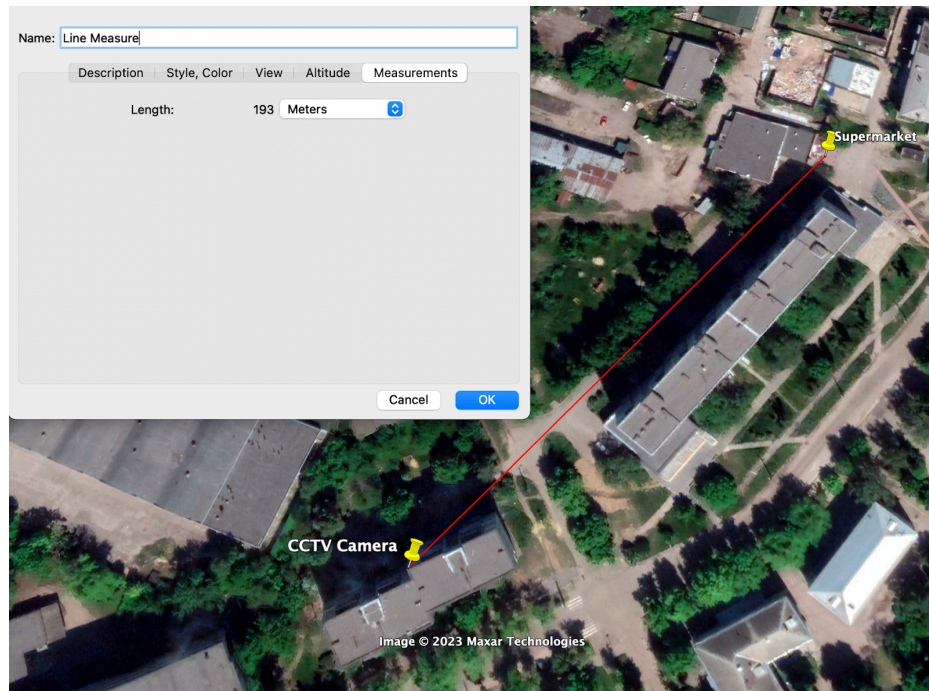 Name: Line Measure
Description Style, Color View Altitude Measurements
Length: 193 Meters
Cancel OK
Supermarket
CCTV Camera
Image © 2023 Maxar Technologies